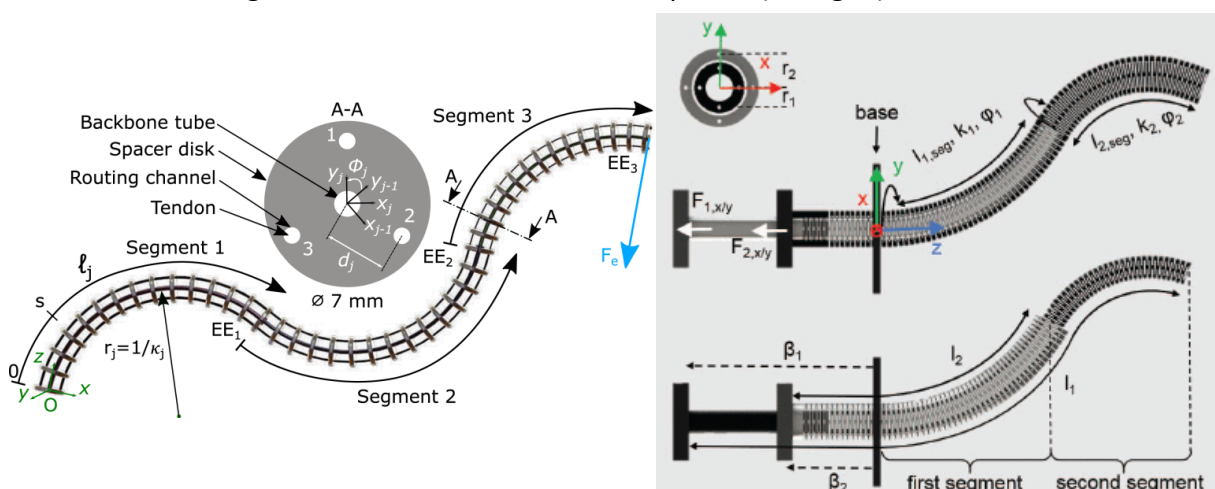 A-A
Backbone tube
Spacer disk
Routing channel
Tendon
1
2
3
yⱼ
Φⱼ
yⱼ₋₁
xⱼ
xⱼ₋₁
dⱼ
Ø 7 mm
Segment 1
ℓⱼ
s
0
z
y
O
x
rⱼ=1/κⱼ
EE₁
Segment 2
Segment 3
A
A
EE₂
EE₃
Fₑ
y
x
r₂
r₁
base
l₁,seg, k₁, φ₁
l₂,seg, k₂, φ₂
F₁,x/y
F₂,x/y
y
x
z
β₁
l₂
l₁
β₂
first segment
second segment